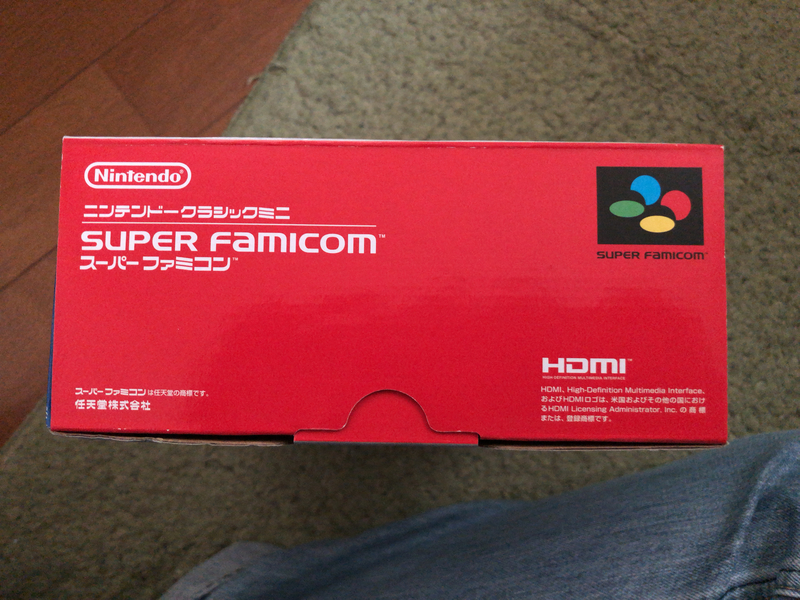 Nintendo®
ニンテンドークラシックミニ
SUPER FAMICOM™
スーパーファミコン™
SUPER FAMICOM®
スーパーファミコンは任天堂の商標です。
任天堂株式会社
HDMI™
HIGH-DEFINITION MULTIMEDIA INTERFACE
HDMI、High-Definition Multimedia Interface、
およびHDMIロゴは、米国およびその他の国におけ
るHDMI Licensing Administrator, Inc. の商標
または、登録商標です。